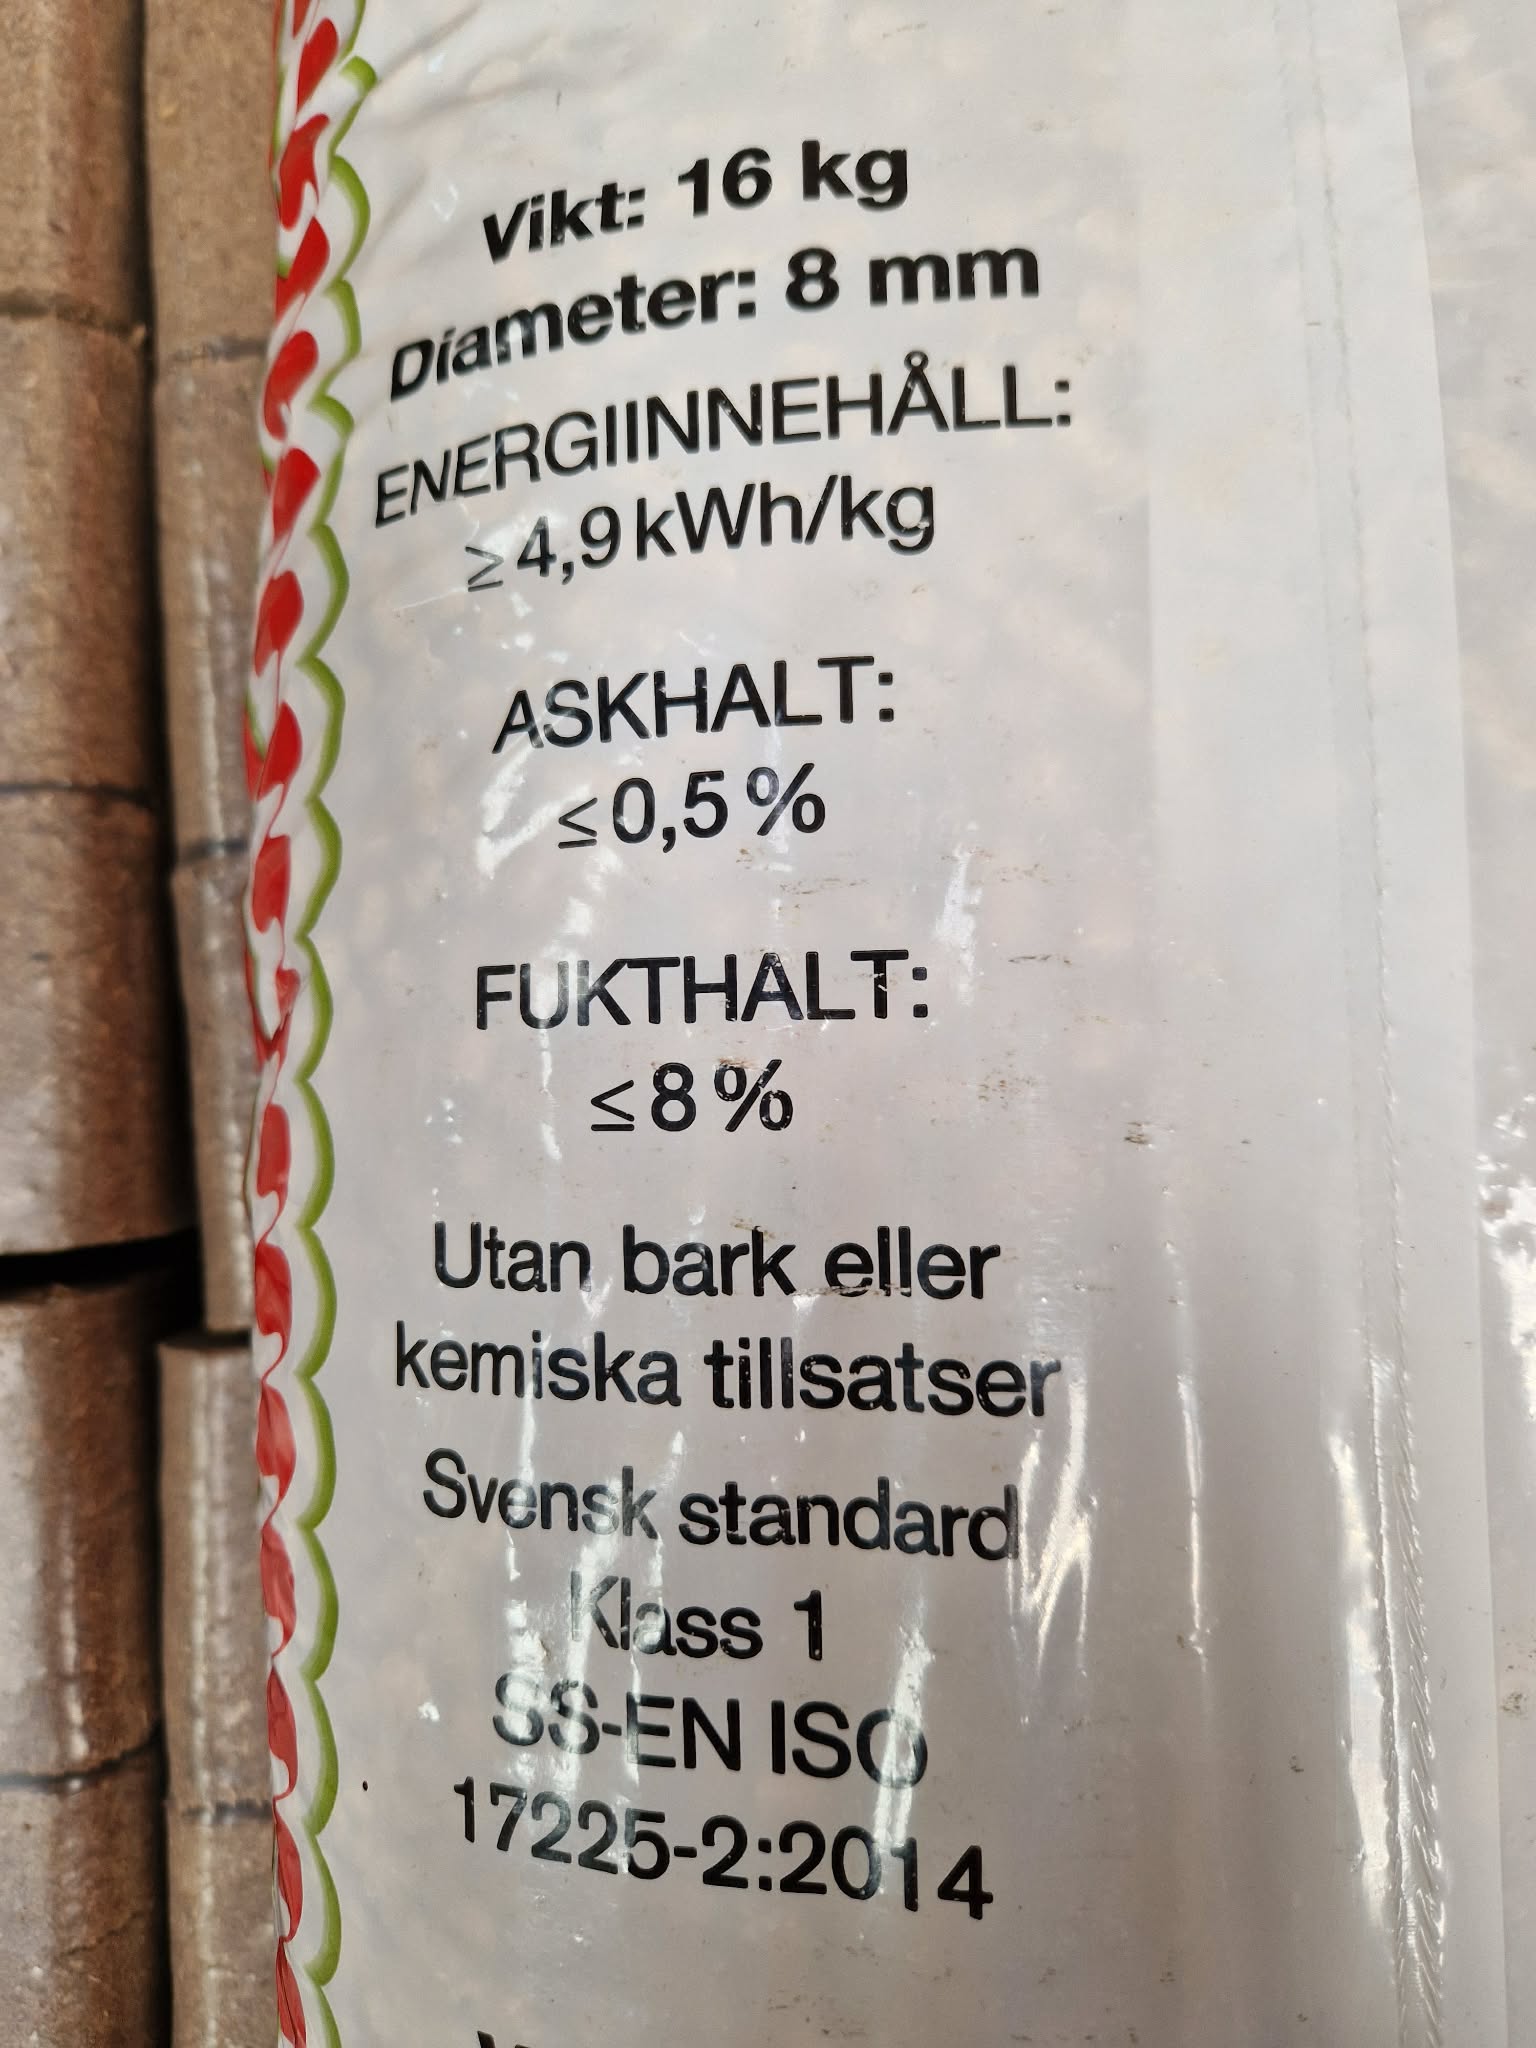 Vikt: 16 kg
Diameter: 8 mm
ENERGIINNEHÅLL:
≥4,9 kWh/kg
ASKHALT:
≤0,5 %
FUKTHALT:
≤8 %
Utan bark eller
kemiska tillsatser
Svensk standard
Klass 1
SS-EN ISO
17225-2:2014